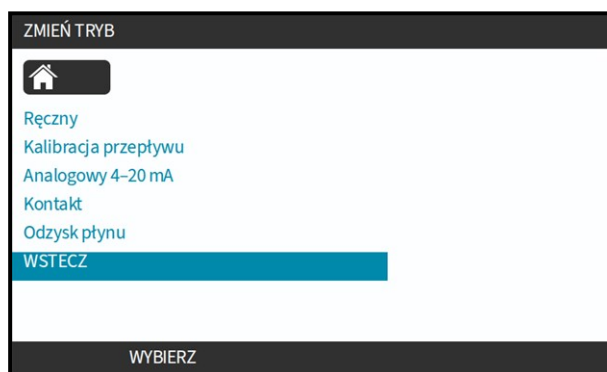 ZMIEŃ TRYB
Ręczny
Kalibracja przepływu
Analogowy 4–20 mA
Kontakt
Odzysk płynu
WSTECZ
WYBIERZ